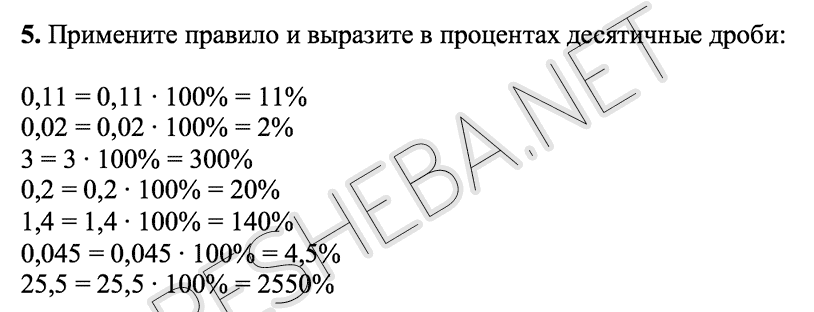 5. Примените правило и выразите в процентах десятичные дроби:
0,11 = 0,11 · 100% = 11%
0,02 = 0,02 · 100% = 2%
3 = 3 · 100% = 300%
0,2 = 0,2 · 100% = 20%
1,4 = 1,4 · 100% = 140%
0,045 = 0,045 · 100% = 4,5%
25,5 = 25,5 · 100% = 2550%
RESHEBA.NET